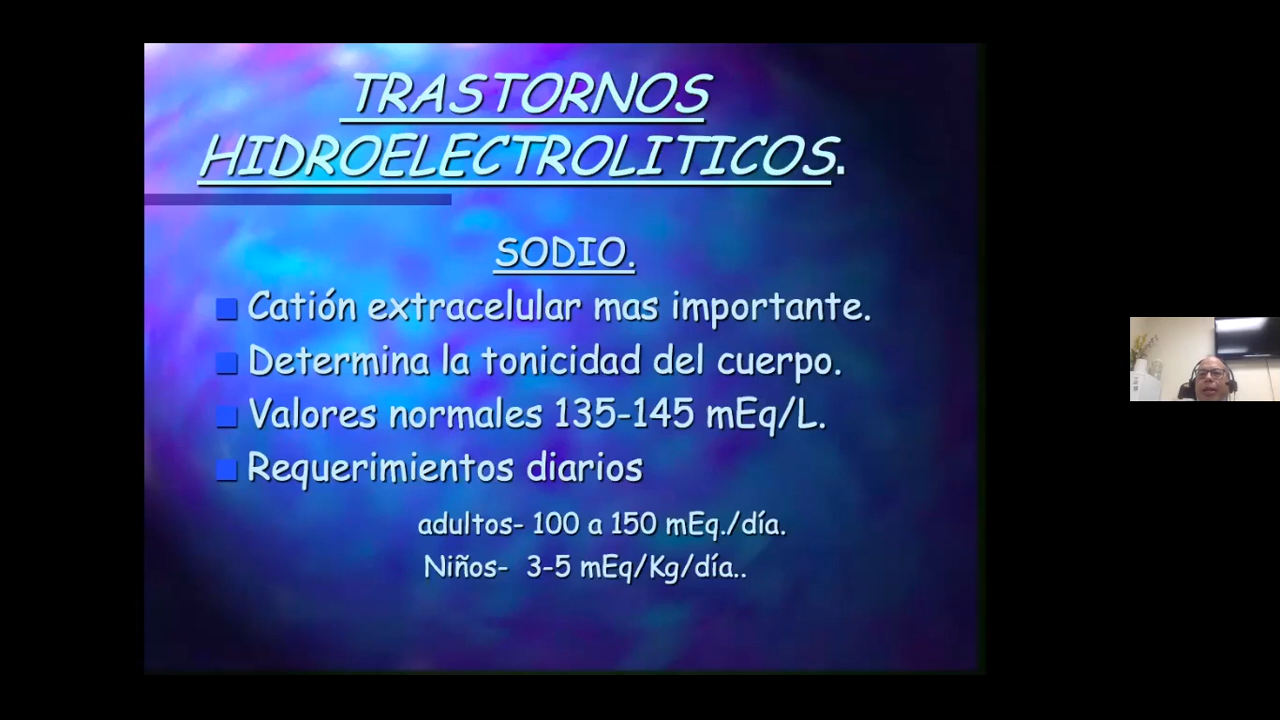 TRASTORNOS
HIDROELECTROLITICOS.
SODIO.
Catión extracelular mas importante.
Determina la tonicidad del cuerpo.
Valores normales 135-145 mEq/L.
Requerimientos diarios
adultos- 100 a 150 mEq./día.
Niños- 3-5 mEq/Kg/día..